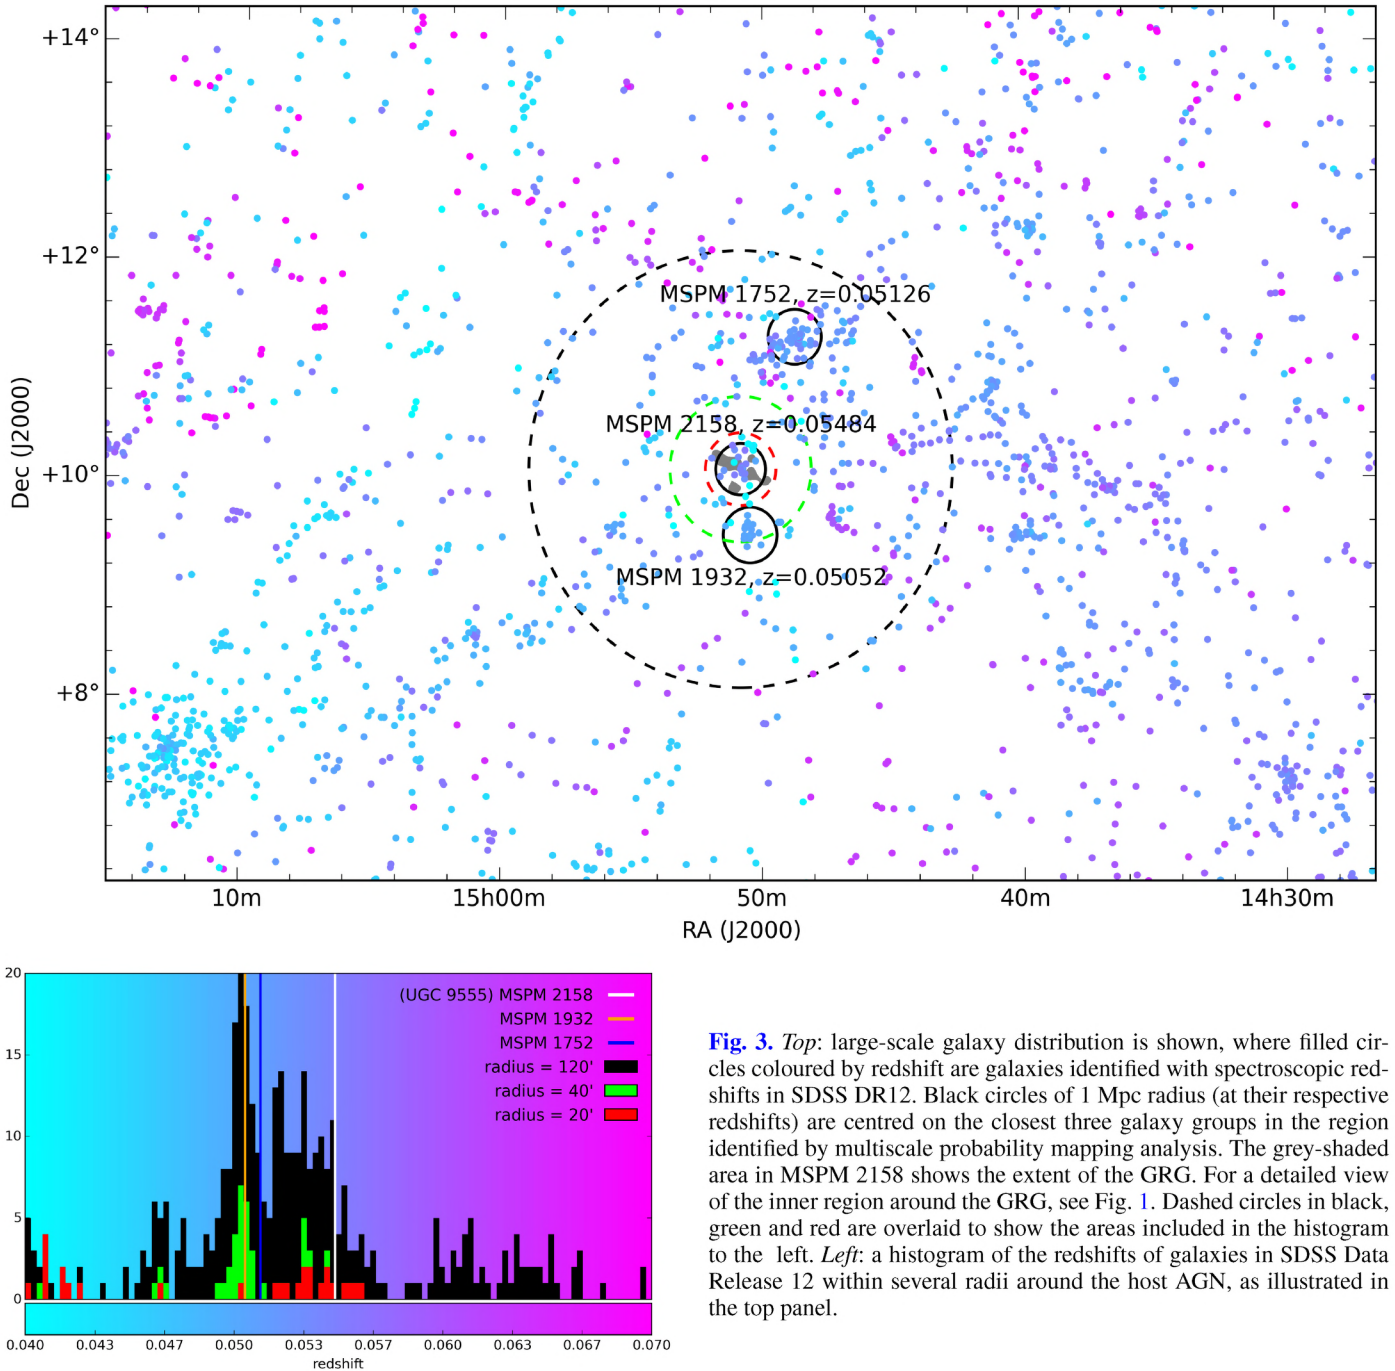 +14°
+12°
+10°
+8°
Dec (J2000)
MSPM 1752, z=0.05126
MSPM 2158, z=0.05484
MSPM 1932, z=0.05052
10m 15h00m 50m 40m 14h30m
RA (J2000)
20
15
10
5
0
(UGC 9555) MSPM 2158
MSPM 1932
MSPM 1752
radius = 120'
radius = 40'
radius = 20'
0.040 0.043 0.047 0.050 0.053 0.057 0.060 0.063 0.067 0.070
redshift
Fig. 3. Top: large-scale galaxy distribution is shown, where filled cir-
cles coloured by redshift are galaxies identified with spectroscopic red-
shifts in SDSS DR12. Black circles of 1 Mpc radius (at their respective
redshifts) are centred on the closest three galaxy groups in the region
identified by multiscale probability mapping analysis. The grey-shaded
area in MSPM 2158 shows the extent of the GRG. For a detailed view
of the inner region around the GRG, see Fig. 1. Dashed circles in black,
green and red are overlaid to show the areas included in the histogram
to the left. Left: a histogram of the redshifts of galaxies in SDSS Data
Release 12 within several radii around the host AGN, as illustrated in
the top panel.